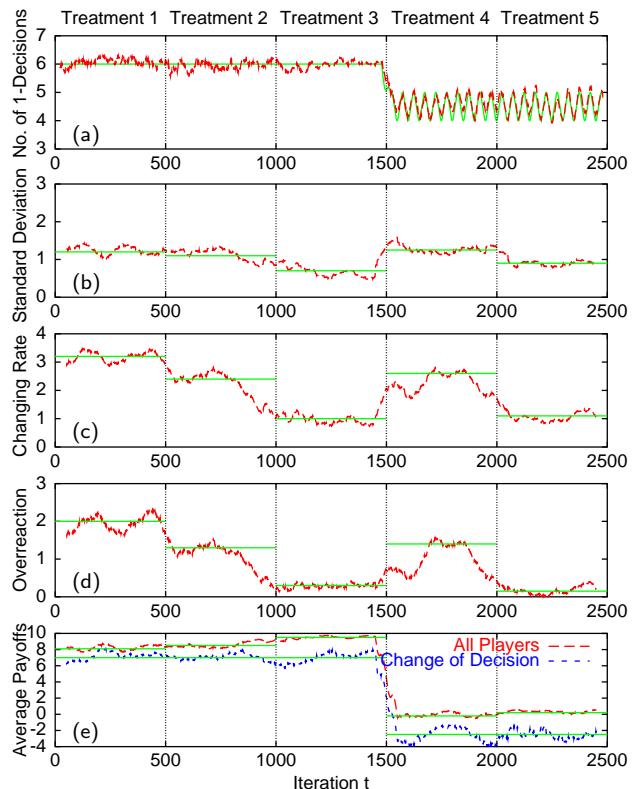 Treatment 1 Treatment 2 Treatment 3 Treatment 4 Treatment 5
No. of 1-Decisions
7
6
5
4
3
(a)
0 500 1000 1500 2000 2500
Standard Deviation
3
2
1
0
(b)
0 500 1000 1500 2000 2500
Changing Rate
4
3
2
1
0
(c)
0 500 1000 1500 2000 2500
Overreaction
3
2
1
0
(d)
0 500 1000 1500 2000 2500
Average Payoffs
10
8
6
4
2
0
-2
-4
All Players
Change of Decision
(e)
0 500 1000 1500 2000 2500
Iteration t